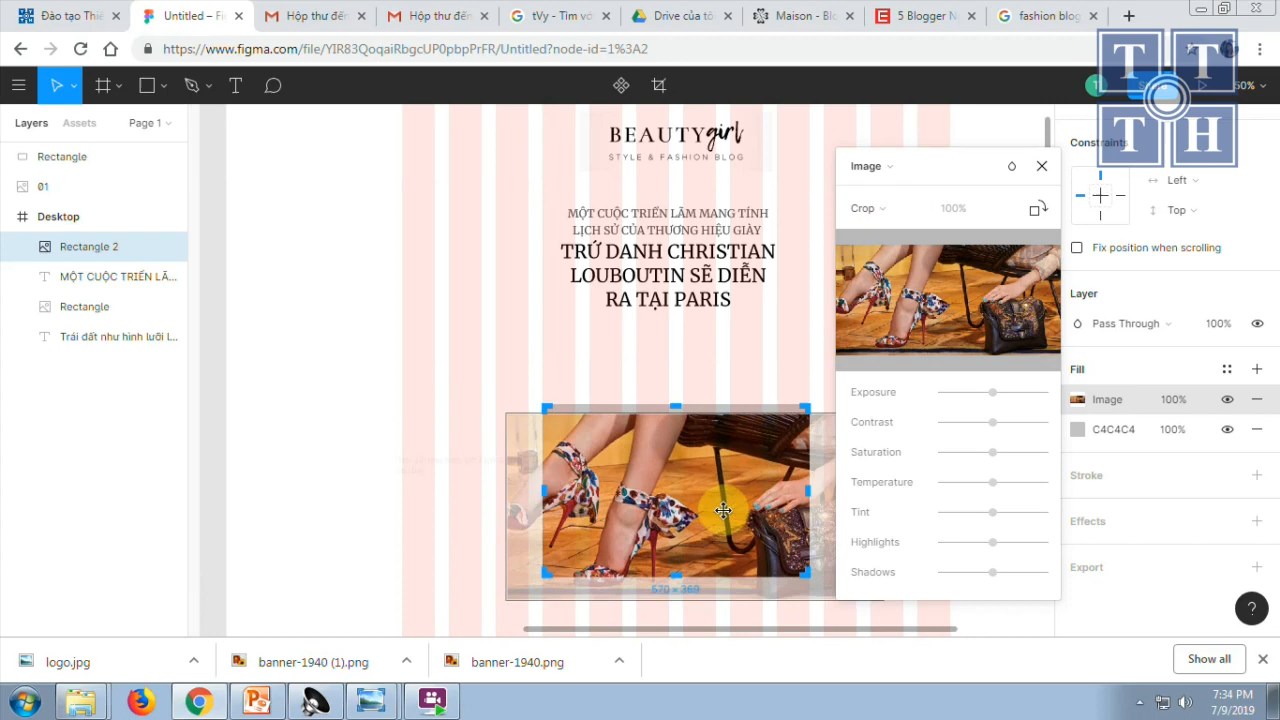 Đào tạo Thiế
Untitled – Fi
Hộp thư đến
Hộp thư đến
tVy - Tìm vớ
Drive của tô
Maison - Blo
5 Blogger N
fashion blog
https://www.figma.com/file/YIR83QoqaiRbgcUP0pbpPrFR/Untitled?node-id=1%3A2
T T
T H
T
50%
Layers
Assets
Page 1
Rectangle
01
Desktop
Rectangle 2
MỘT CUỘC TRIỂN LÃ...
Rectangle
Trái đất như hình lưỡi l...
BEAUTYgirl
STYLE & FASHION BLOG
MỘT CUỘC TRIỂN LÃM MANG TÍNH
LỊCH SỬ CỦA THƯƠNG HIỆU GIÀY
TRỨ DANH CHRISTIAN
LOUBOUTIN SẼ DIỄN
RA TẠI PARIS
570 × 369
Image
Crop
100%
Exposure
Contrast
Saturation
Temperature
Tint
Highlights
Shadows
Constraints
Left
Top
Fix position when scrolling
Layer
Pass Through
100%
Fill
Image
100%
C4C4C4
100%
Stroke
Effects
Export
?
logo.jpg
banner-1940 (1).png
banner-1940.png
Show all
7:34 PM
7/9/2019